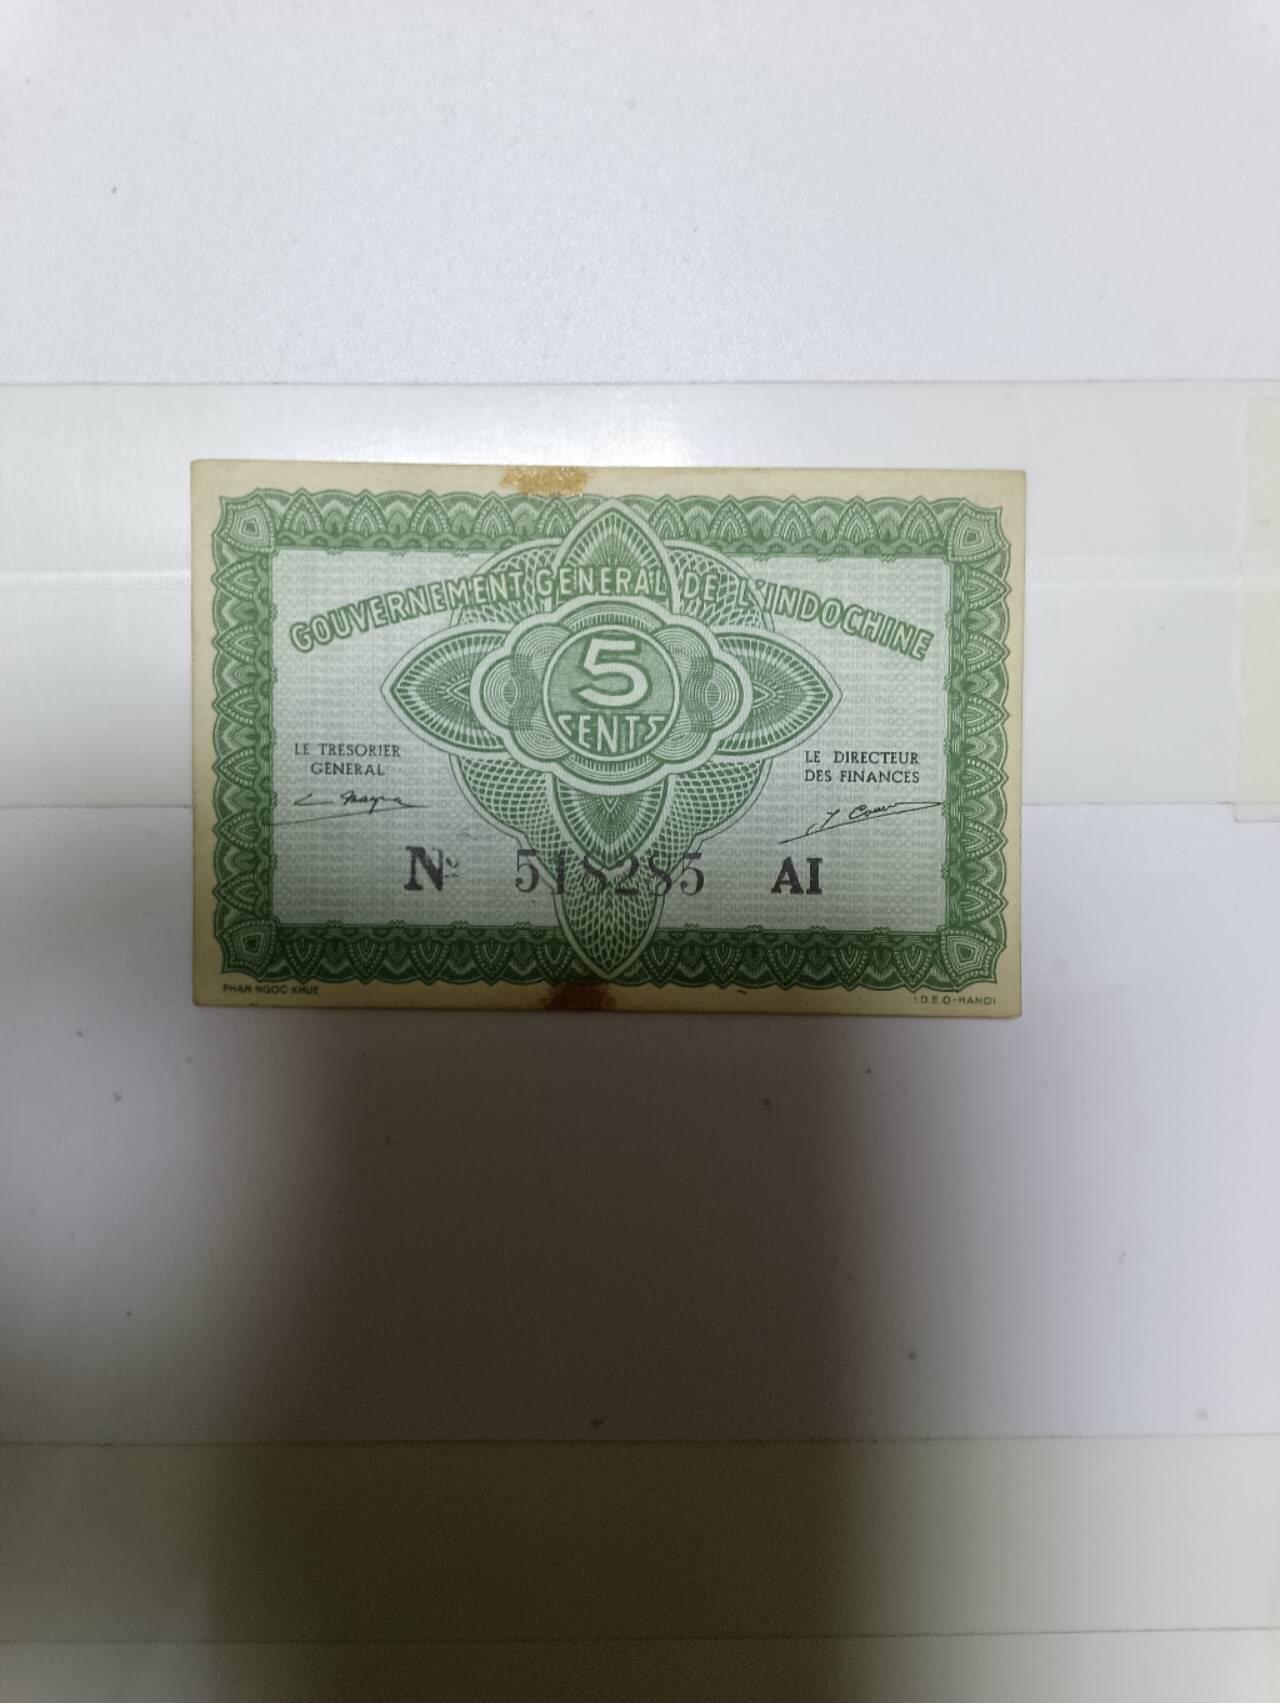 GOUVERNEMENT GENERAL DE L'INDOCHINE
5
CENTS
LE TRESORIER
GENERAL
LE DIRECTEUR
DES FINANCES
No 518285 AI
PHAM-NGOC-KHUE
I.D.E.O-HANOI